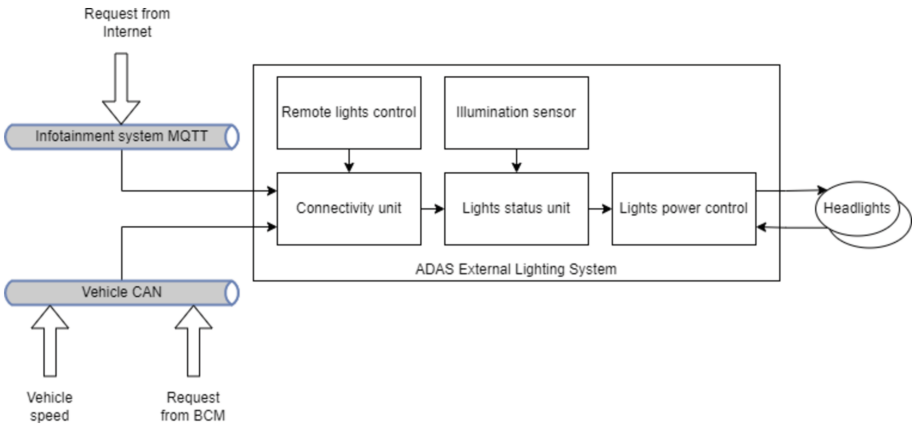 Request from
Internet
Remote lights control
Illumination sensor
Infotainment system MQTT
Connectivity unit
Lights status unit
Lights power control
Headlights
ADAS External Lighting System
Vehicle CAN
Vehicle
speed
Request
from BCM